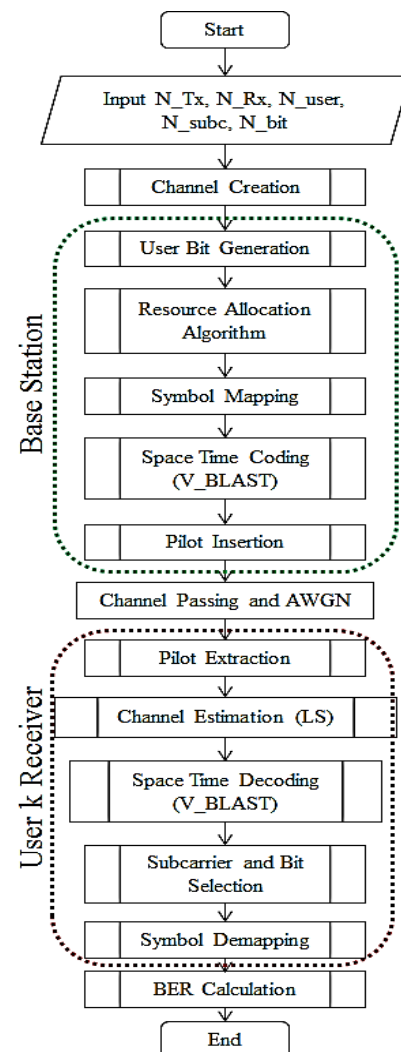 Start
Input N_Tx, N_Rx, N_user,
N_subc, N_bit
Channel Creation
Base Station
User Bit Generation
Resource Allocation
Algorithm
Symbol Mapping
Space Time Coding
(V_BLAST)
Pilot Insertion
Channel Passing and AWGN
User k Receiver
Pilot Extraction
Channel Estimation (LS)
Space Time Decoding
(V_BLAST)
Subcarrier and Bit
Selection
Symbol Demapping
BER Calculation
End